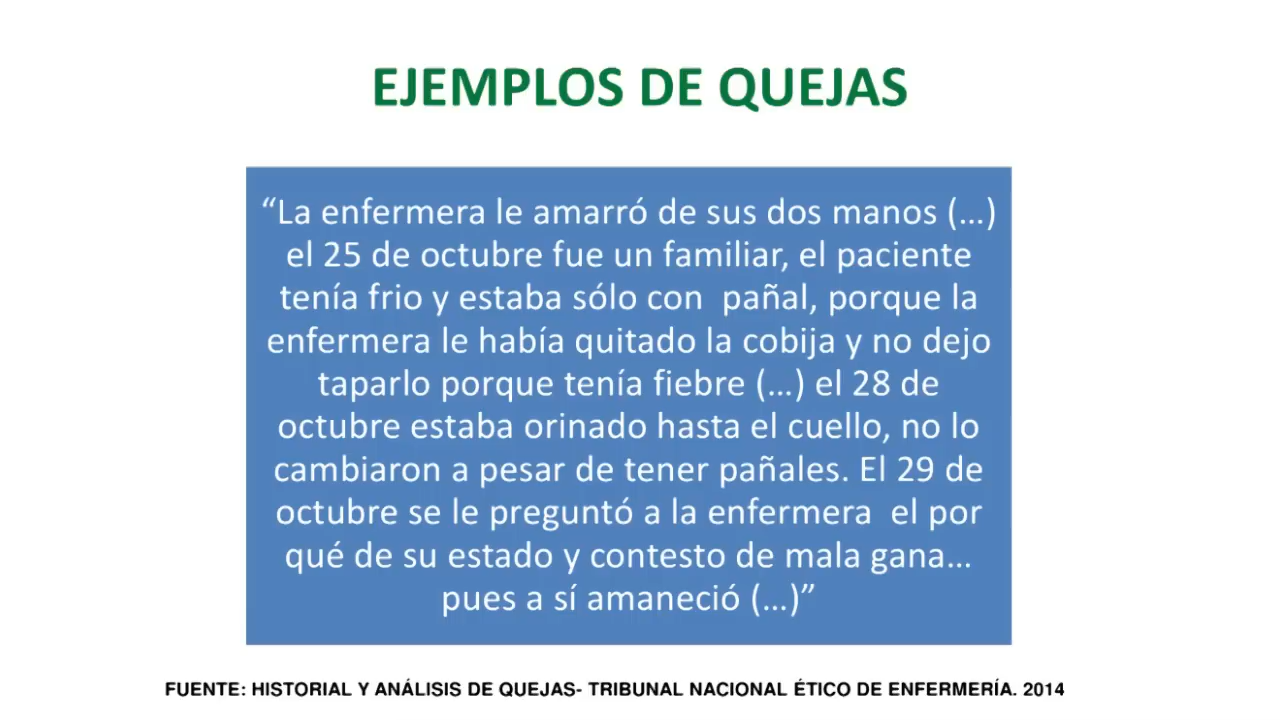 EJEMPLOS DE QUEJAS
“La enfermera le amarró de sus dos manos (...)
el 25 de octubre fue un familiar, el paciente
tenía frio y estaba sólo con  pañal, porque la
enfermera le había quitado la cobija y no dejo
taparlo porque tenía fiebre (...) el 28 de
octubre estaba orinado hasta el cuello, no lo
cambiaron a pesar de tener pañales. El 29 de
octubre se le preguntó a la enfermera  el por
qué de su estado y contesto de mala gana...
pues a sí amaneció (...)”
FUENTE: HISTORIAL Y ANÁLISIS DE QUEJAS- TRIBUNAL NACIONAL ÉTICO DE ENFERMERÍA. 2014